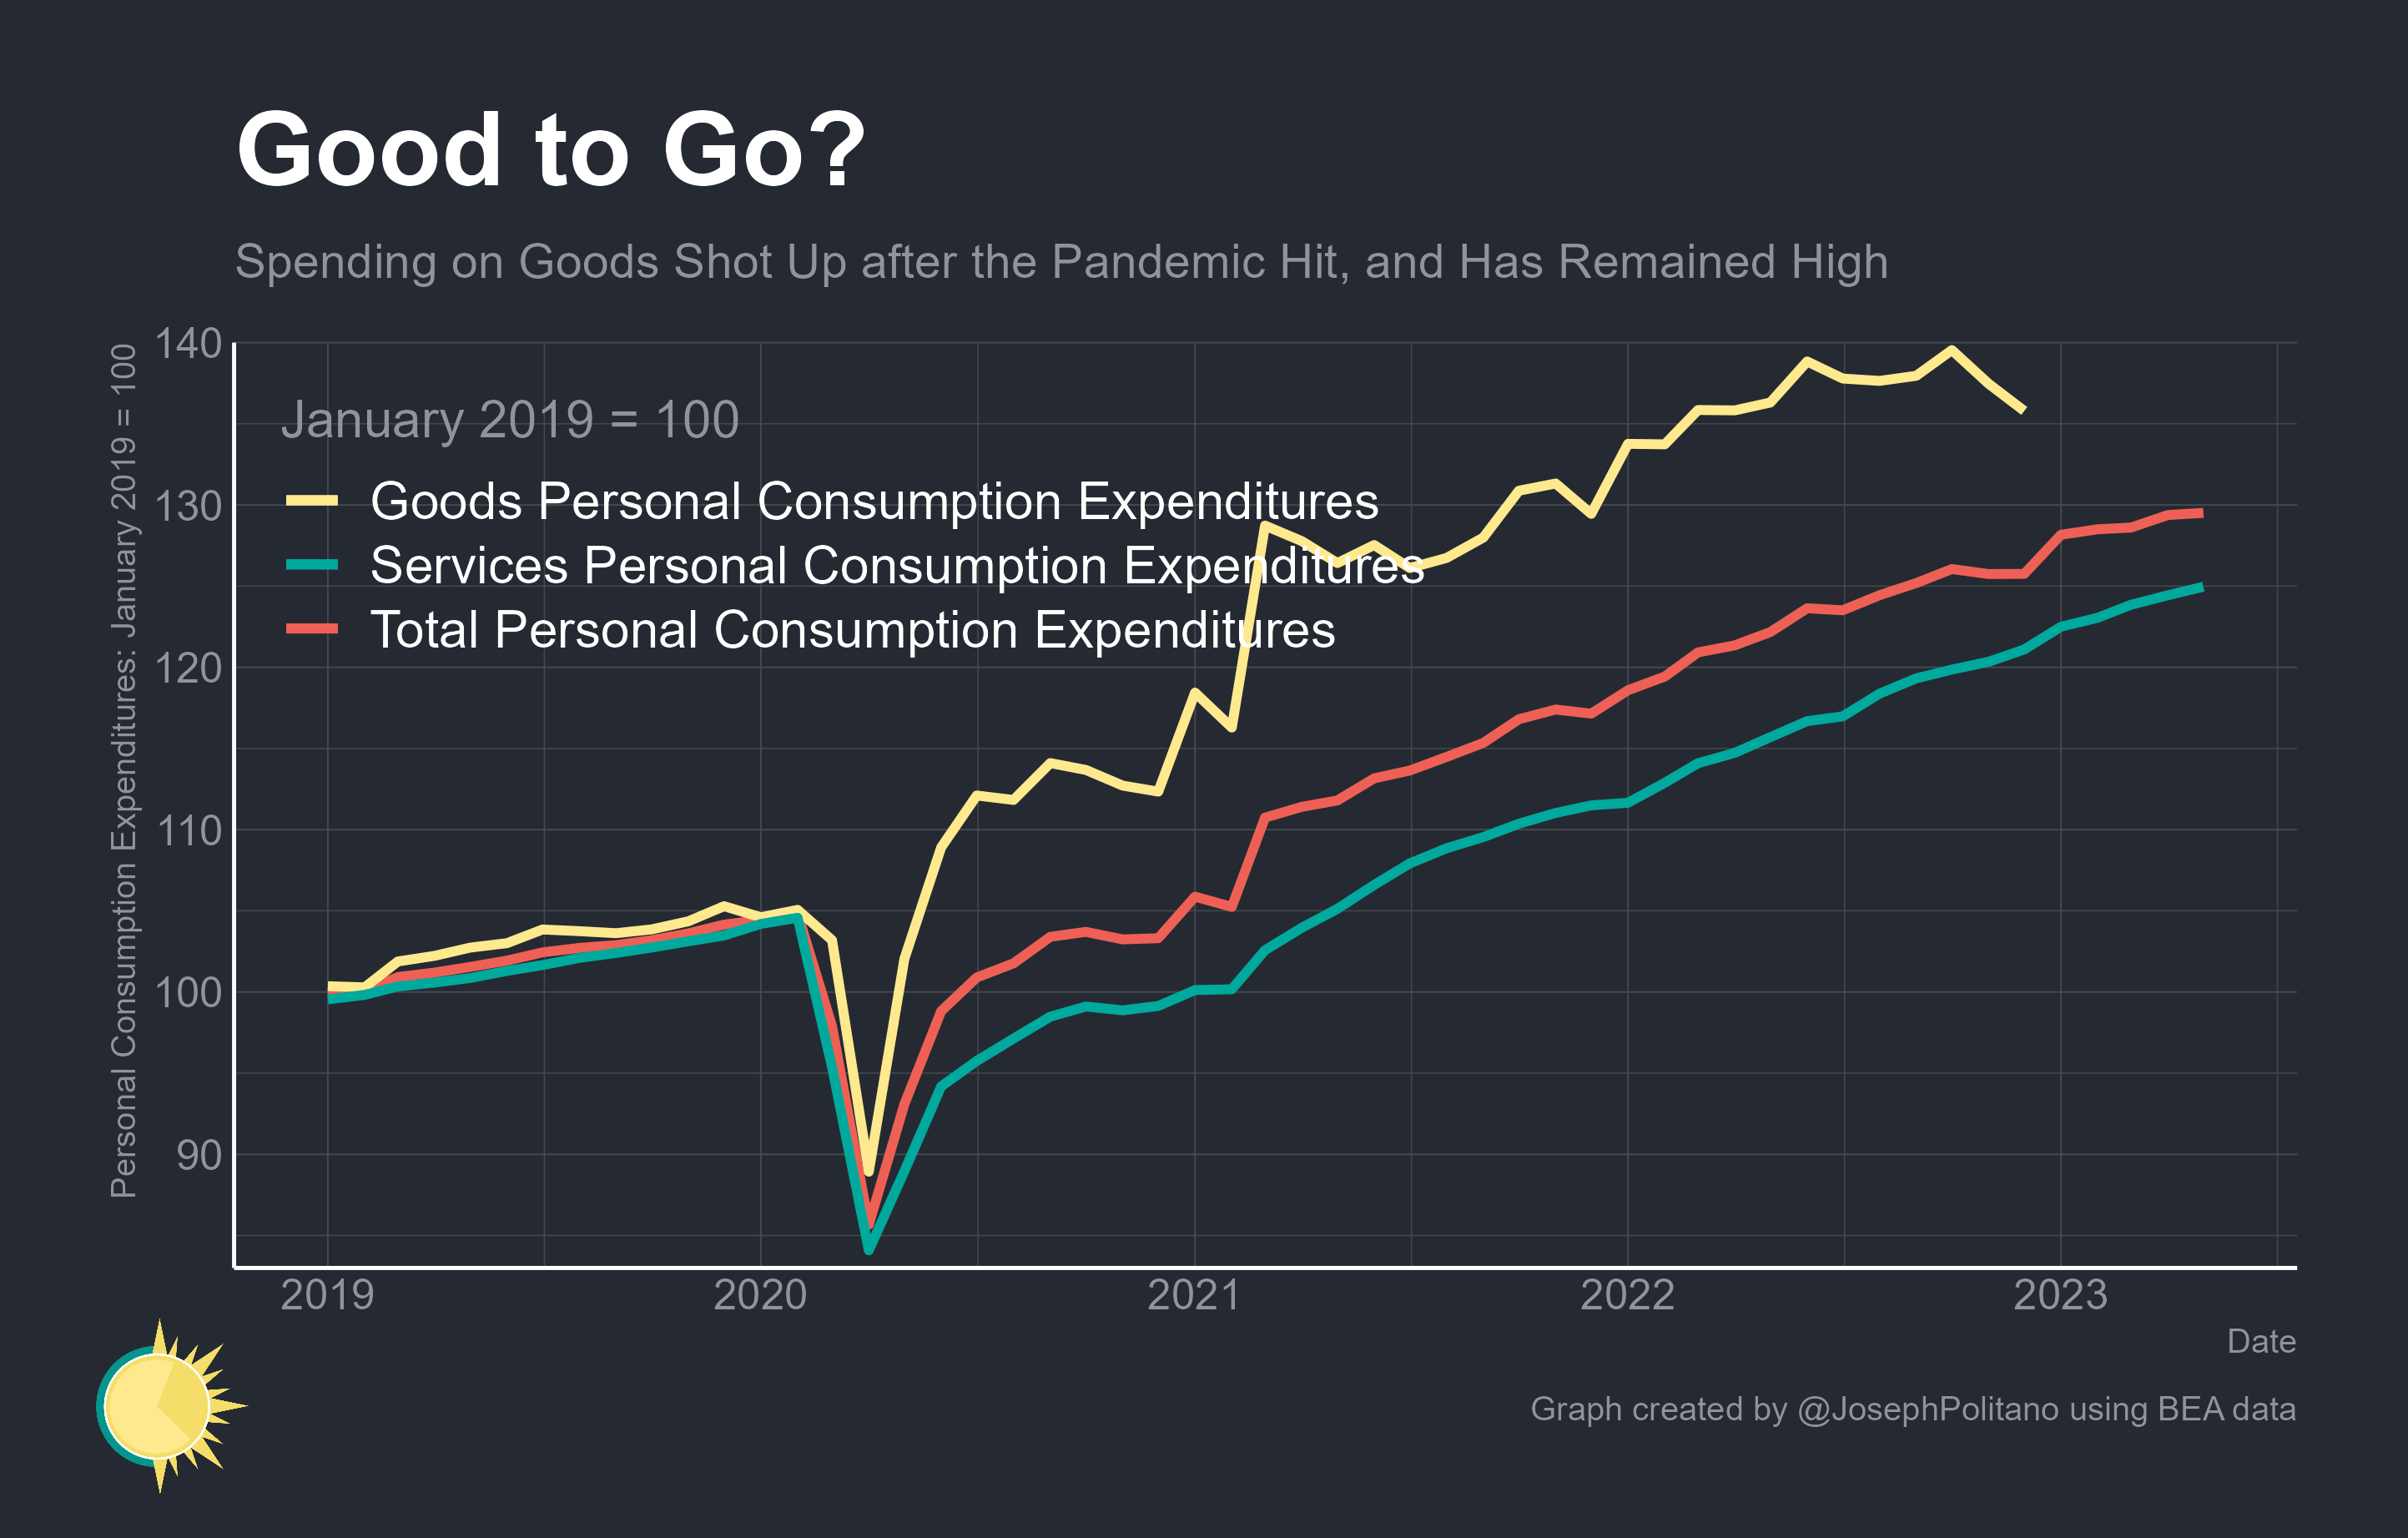 Good to Go?
Spending on Goods Shot Up after the Pandemic Hit, and Has Remained High
Personal Consumption Expenditures: January 2019 = 100
140
130
120
110
100
90
January 2019 = 100
Goods Personal Consumption Expenditures
Services Personal Consumption Expenditures
Total Personal Consumption Expenditures
2019 2020 2021 2022 2023
Date
Graph created by @JosephPolitano using BEA data